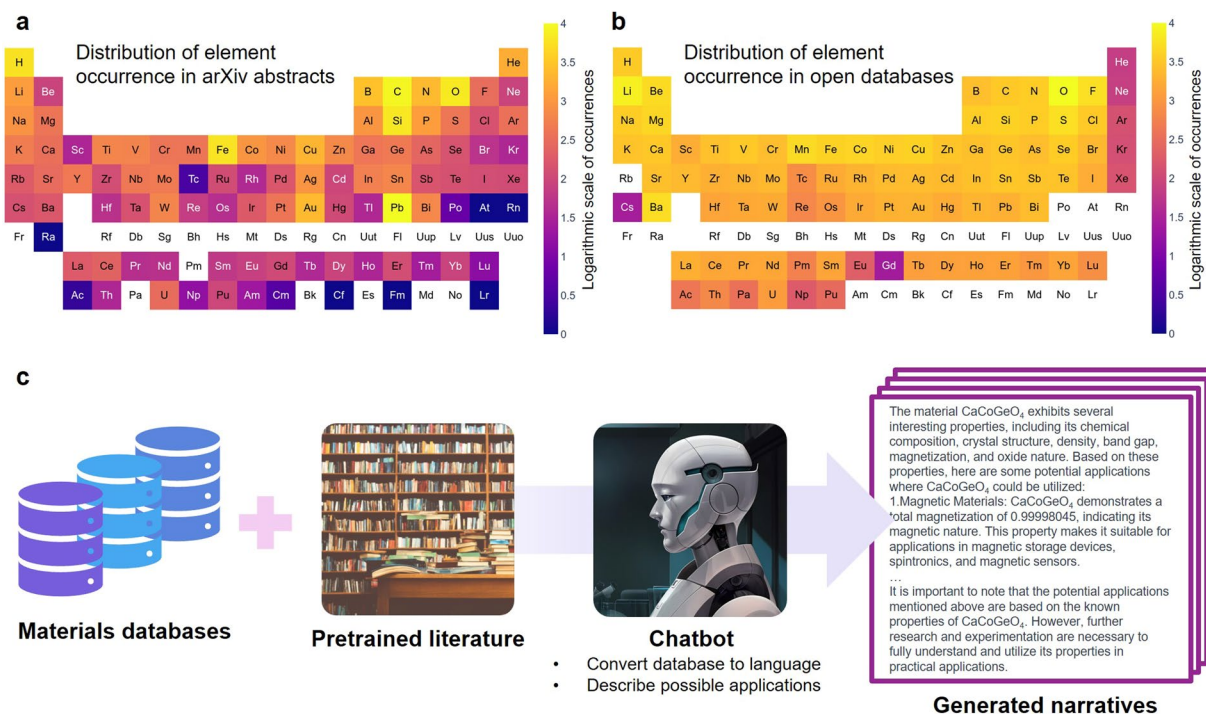 a
Distribution of element
occurrence in arXiv abstracts
H He
Li Be B C N O F Ne
Na Mg Al Si P S Cl Ar
K Ca Sc Ti V Cr Mn Fe Co Ni Cu Zn Ga Ge As Se Br Kr
Rb Sr Y Zr Nb Mo Tc Ru Rh Pd Ag Cd In Sn Sb Te I Xe
Cs Ba Hf Ta W Re Os Ir Pt Au Hg Tl Pb Bi Po At Rn
Fr Ra Rf Db Sg Bh Hs Mt Ds Rg Cn Uut Fl Uup Lv Uus Uuo
La Ce Pr Nd Pm Sm Eu Gd Tb Dy Ho Er Tm Yb Lu
Ac Th Pa U Np Pu Am Cm Bk Cf Es Fm Md No Lr
4
3.5
3
2.5
2
1.5
1
0.5
0
Logarithmic scale of occurrences
b
Distribution of element
occurrence in open databases
H He
Li Be B C N O F Ne
Na Mg Al Si P S Cl Ar
K Ca Sc Ti V Cr Mn Fe Co Ni Cu Zn Ga Ge As Se Br Kr
Rb Sr Y Zr Nb Mo Tc Ru Rh Pd Ag Cd In Sn Sb Te I Xe
Cs Ba Hf Ta W Re Os Ir Pt Au Hg Tl Pb Bi Po At Rn
Fr Ra Rf Db Sg Bh Hs Mt Ds Rg Cn Uut Fl Uup Lv Uus Uuo
La Ce Pr Nd Pm Sm Eu Gd Tb Dy Ho Er Tm Yb Lu
Ac Th Pa U Np Pu Am Cm Bk Cf Es Fm Md No Lr
4
3.5
3
2.5
2
1.5
1
0.5
0
Logarithmic scale of occurrences
c
Materials databases
Pretrained literature
Chatbot
• Convert database to language
• Describe possible applications
The material CaCoGeO₄ exhibits several
interesting properties, including its chemical
composition, crystal structure, density, band gap,
magnetization, and oxide nature. Based on these
properties, here are some potential applications
where CaCoGeO₄ could be utilized:
1.Magnetic Materials: CaCoGeO₄ demonstrates a
total magnetization of 0.99998045, indicating its
magnetic nature. This property makes it suitable for
applications in magnetic storage devices,
spintronics, and magnetic sensors.
...
It is important to note that the potential applications
mentioned above are based on the known
properties of CaCoGeO₄. However, further
research and experimentation are necessary to
fully understand and utilize its properties in
practical applications.
Generated narratives